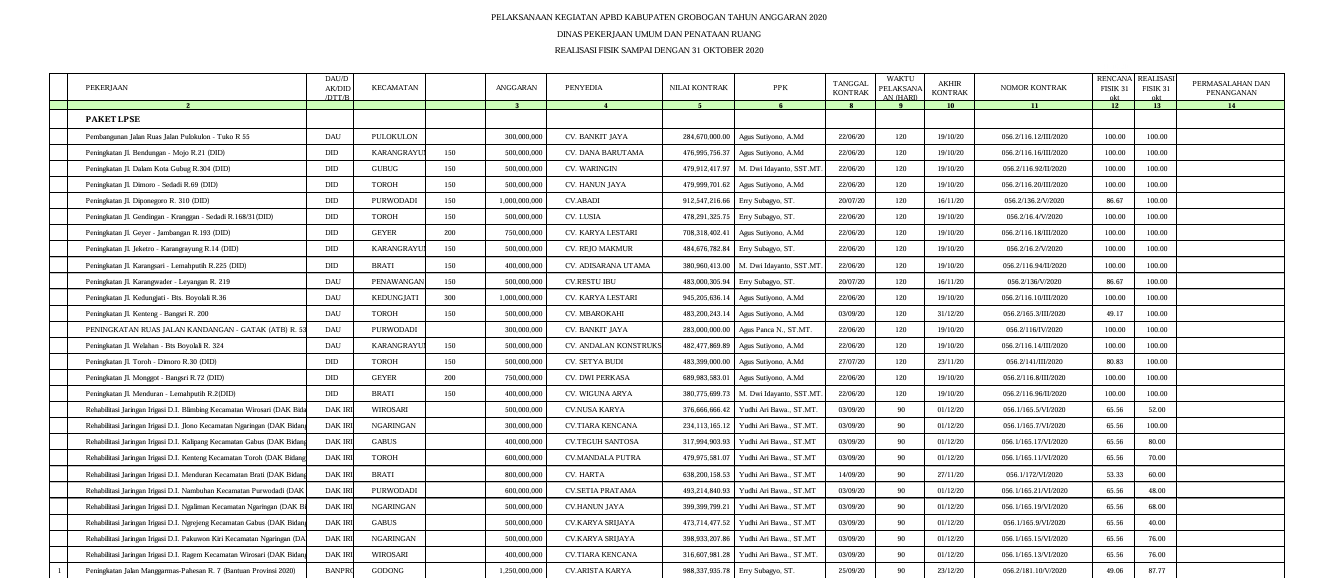 PELAKSANAAN KEGIATAN APBD KABUPATEN GROBOGAN TAHUN ANGGARAN 2020
DINAS PEKERJAAN UMUM DAN PENATAAN RUANG
REALISASI FISIK SAMPAI DENGAN 31 OKTOBER 2020
PEKERJAAN DAU/DAK/DID/DTT/B KECAMATAN ANGGARAN PENYEDIA NILAI KONTRAK PPK TANGGAL KONTRAK WAKTU PELAKSANAAN (HARI) AKHIR KONTRAK NOMOR KONTRAK RENCANA FISIK 31 okt REALISASI FISIK 31 okt PERMASALAHAN DAN PENANGANAN
2 3 4 5 6 8 9 10 11 12 13 14
PAKET LPSE
Pembangunan Jalan Ruas Jalan Pulokulon - Tuko R 55 DAU PULOKULON 300,000,000 CV. BANKIT JAYA 284,670,000.00 Agus Sutiyono, A.Md 22/06/20 120 19/10/20 056.2/116.12/III/2020 100.00 100.00
Peningkatan Jl. Bendungan - Mojo R.21 (DID) DID KARANGRAYU 150 500,000,000 CV. DANA BARUTAMA 476,995,756.37 Agus Sutiyono, A.Md 22/06/20 120 19/10/20 056.2/116.16/III/2020 100.00 100.00
Peningkatan Jl. Dalam Kota Gubug R.304 (DID) DID GUBUG 150 500,000,000 CV. WARINGIN 479,912,417.97 M. Dwi Idayanto, SST.MT. 22/06/20 120 19/10/20 056.2/116.92/II/2020 100.00 100.00
Peningkatan Jl. Dimoro - Sedadi R.69 (DID) DID TOROH 150 500,000,000 CV. HANUN JAYA 479,999,701.62 Agus Sutiyono, A.Md 22/06/20 120 19/10/20 056.2/116.20/III/2020 100.00 100.00
Peningkatan Jl. Diponegoro R. 310 (DID) DID PURWODADI 150 1,000,000,000 CV.ABADI 912,547,216.66 Erry Subagyo, ST. 20/07/20 120 16/11/20 056.2/136.2/V/2020 86.67 100.00
Peningkatan Jl. Gendingan - Kranggan - Sedadi R.168/31(DID) DID TOROH 150 500,000,000 CV. LUSIA 478,291,325.75 Erry Subagyo, ST. 22/06/20 120 19/10/20 056.2/16.4/V/2020 100.00 100.00
Peningkatan Jl. Geyer - Jambangan R.193 (DID) DID GEYER 200 750,000,000 CV. KARYA LESTARI 708,318,402.41 Agus Sutiyono, A.Md 22/06/20 120 19/10/20 056.2/116.18/III/2020 100.00 100.00
Peningkatan Jl. Jeketro - Karangrayung R.14 (DID) DID KARANGRAYU 150 500,000,000 CV. REJO MAKMUR 484,676,782.84 Erry Subagyo, ST. 22/06/20 120 19/10/20 056.2/16.2/V/2020 100.00 100.00
Peningkatan Jl. Karangsari - Lemahputih R.225 (DID) DID BRATI 150 400,000,000 CV. ADISARANA UTAMA 380,960,413.00 M. Dwi Idayanto, SST.MT. 22/06/20 120 19/10/20 056.2/116.94/II/2020 100.00 100.00
Peningkatan Jl. Karangwader - Leyangan R. 219 DAU PENAWANGAN 150 500,000,000 CV.RESTU IBU 483,000,305.94 Erry Subagyo, ST. 20/07/20 120 16/11/20 056.2/136/V/2020 86.67 100.00
Peningkatan Jl. Kedungjati - Bts. Boyolali R.36 DAU KEDUNGJATI 300 1,000,000,000 CV. KARYA LESTARI 945,205,636.14 Agus Sutiyono, A.Md 22/06/20 120 19/10/20 056.2/116.10/III/2020 100.00 100.00
Peningkatan Jl. Kenteng - Bangsri R. 200 DAU TOROH 150 500,000,000 CV. MBAROKAHI 483,200,243.14 Agus Sutiyono, A.Md 03/09/20 120 31/12/20 056.2/165.3/III/2020 49.17 100.00
PENINGKATAN RUAS JALAN KANDANGAN - GATAK (ATB) R. 53 DAU PURWODADI 300,000,000 CV. BANKIT JAYA 283,000,000.00 Agus Panca N., ST.MT. 22/06/20 120 19/10/20 056.2/116/IV/2020 100.00 100.00
Peningkatan Jl. Welahan - Bts Boyolali R. 324 DAU KARANGRAYU 150 500,000,000 CV. ANDALAN KONSTRUKS 482,477,869.89 Agus Sutiyono, A.Md 22/06/20 120 19/10/20 056.2/116.14/III/2020 100.00 100.00
Peningkatan Jl. Toroh - Dimoro R.30 (DID) DID TOROH 150 500,000,000 CV. SETYA BUDI 483,399,000.00 Agus Sutiyono, A.Md 27/07/20 120 23/11/20 056.2/141/III/2020 80.83 100.00
Peningkatan Jl. Monggot - Bangsri R.72 (DID) DID GEYER 200 750,000,000 CV. DWI PERKASA 689,983,583.01 Agus Sutiyono, A.Md 22/06/20 120 19/10/20 056.2/116.8/III/2020 100.00 100.00
Peningkatan Jl. Menduran - Lemahputih R.2(DID) DID BRATI 150 400,000,000 CV. WIGUNA ARYA 380,775,699.73 M. Dwi Idayanto, SST.MT. 22/06/20 120 19/10/20 056.2/116.96/II/2020 100.00 100.00
Rehabilitasi Jaringan Irigasi D.I. Blimbing Kecamatan Wirosari (DAK Bida DAK IRI WIROSARI 500,000,000 CV.NUSA KARYA 376,666,666.42 Yudhi Ari Bawa., ST.MT. 03/09/20 90 01/12/20 056.1/165.5/VI/2020 65.56 52.00
Rehabilitasi Jaringan Irigasi D.I. Jlono Kecamatan Ngaringan (DAK Bidang DAK IRI NGARINGAN 300,000,000 CV.TIARA KENCANA 234,113,165.12 Yudhi Ari Bawa., ST.MT. 03/09/20 90 01/12/20 056.1/165.7/VI/2020 65.56 100.00
Rehabilitasi Jaringan Irigasi D.I. Kalipang Kecamatan Gabus (DAK Bidang DAK IRI GABUS 400,000,000 CV.TEGUH SANTOSA 317,994,903.93 Yudhi Ari Bawa., ST.MT 03/09/20 90 01/12/20 056.1/165.17/VI/2020 65.56 80.00
Rehabilitasi Jaringan Irigasi D.I. Kenteng Kecamatan Toroh (DAK Bidang DAK IRI TOROH 600,000,000 CV.MANDALA PUTRA 479,975,581.07 Yudhi Ari Bawa., ST.MT 03/09/20 90 01/12/20 056.1/165.11/VI/2020 65.56 70.00
Rehabilitasi Jaringan Irigasi D.I. Menduran Kecamatan Brati (DAK Bidang DAK IRI BRATI 800,000,000 CV. HARTA 638,200,158.53 Yudhi Ari Bawa., ST.MT 14/09/20 90 27/11/20 056.1/172/VI/2020 53.33 60.00
Rehabilitasi Jaringan Irigasi D.I. Nambuhan Kecamatan Purwodadi (DAK DAK IRI PURWODADI 600,000,000 CV.SETIA PRATAMA 493,214,840.93 Yudhi Ari Bawa., ST.MT 03/09/20 90 01/12/20 056.1/165.21/VI/2020 65.56 48.00
Rehabilitasi Jaringan Irigasi D.I. Ngaliman Kecamatan Ngaringan (DAK Bi DAK IRI NGARINGAN 500,000,000 CV.HANUN JAYA 399,399,799.21 Yudhi Ari Bawa., ST.MT 03/09/20 90 01/12/20 056.1/165.19/VI/2020 65.56 68.00
Rehabilitasi Jaringan Irigasi D.I. Ngrejeng Kecamatan Gabus (DAK Bidang DAK IRI GABUS 500,000,000 CV.KARYA SRIJAYA 473,714,477.52 Yudhi Ari Bawa., ST.MT 03/09/20 90 01/12/20 056.1/165.9/VI/2020 65.56 40.00
Rehabilitasi Jaringan Irigasi D.I. Pakuwon Kiri Kecamatan Ngaringan (DA DAK IRI NGARINGAN 500,000,000 CV.KARYA SRIJAYA 398,933,207.86 Yudhi Ari Bawa., ST.MT 03/09/20 90 01/12/20 056.1/165.13/VI/2020 65.56 76.00
Rehabilitasi Jaringan Irigasi D.I. Ragem Kecamatan Wirosari (DAK Bidang DAK IRI WIROSARI 400,000,000 CV.TIARA KENCANA 316,607,981.28 Yudhi Ari Bawa., ST.MT 03/09/20 90 01/12/20 056.1/165.13/VI/2020 65.56 76.00
1 Peningkatan Jalan Manggarmas-Pahesan R. 7 (Bantuan Provinsi 2020) BANPRO GODONG 1,250,000,000 CV.ARISTA KARYA 988,337,935.78 Erry Subagyo, ST. 25/09/20 90 23/12/20 056.2/181.10/V/2020 49.06 87.77